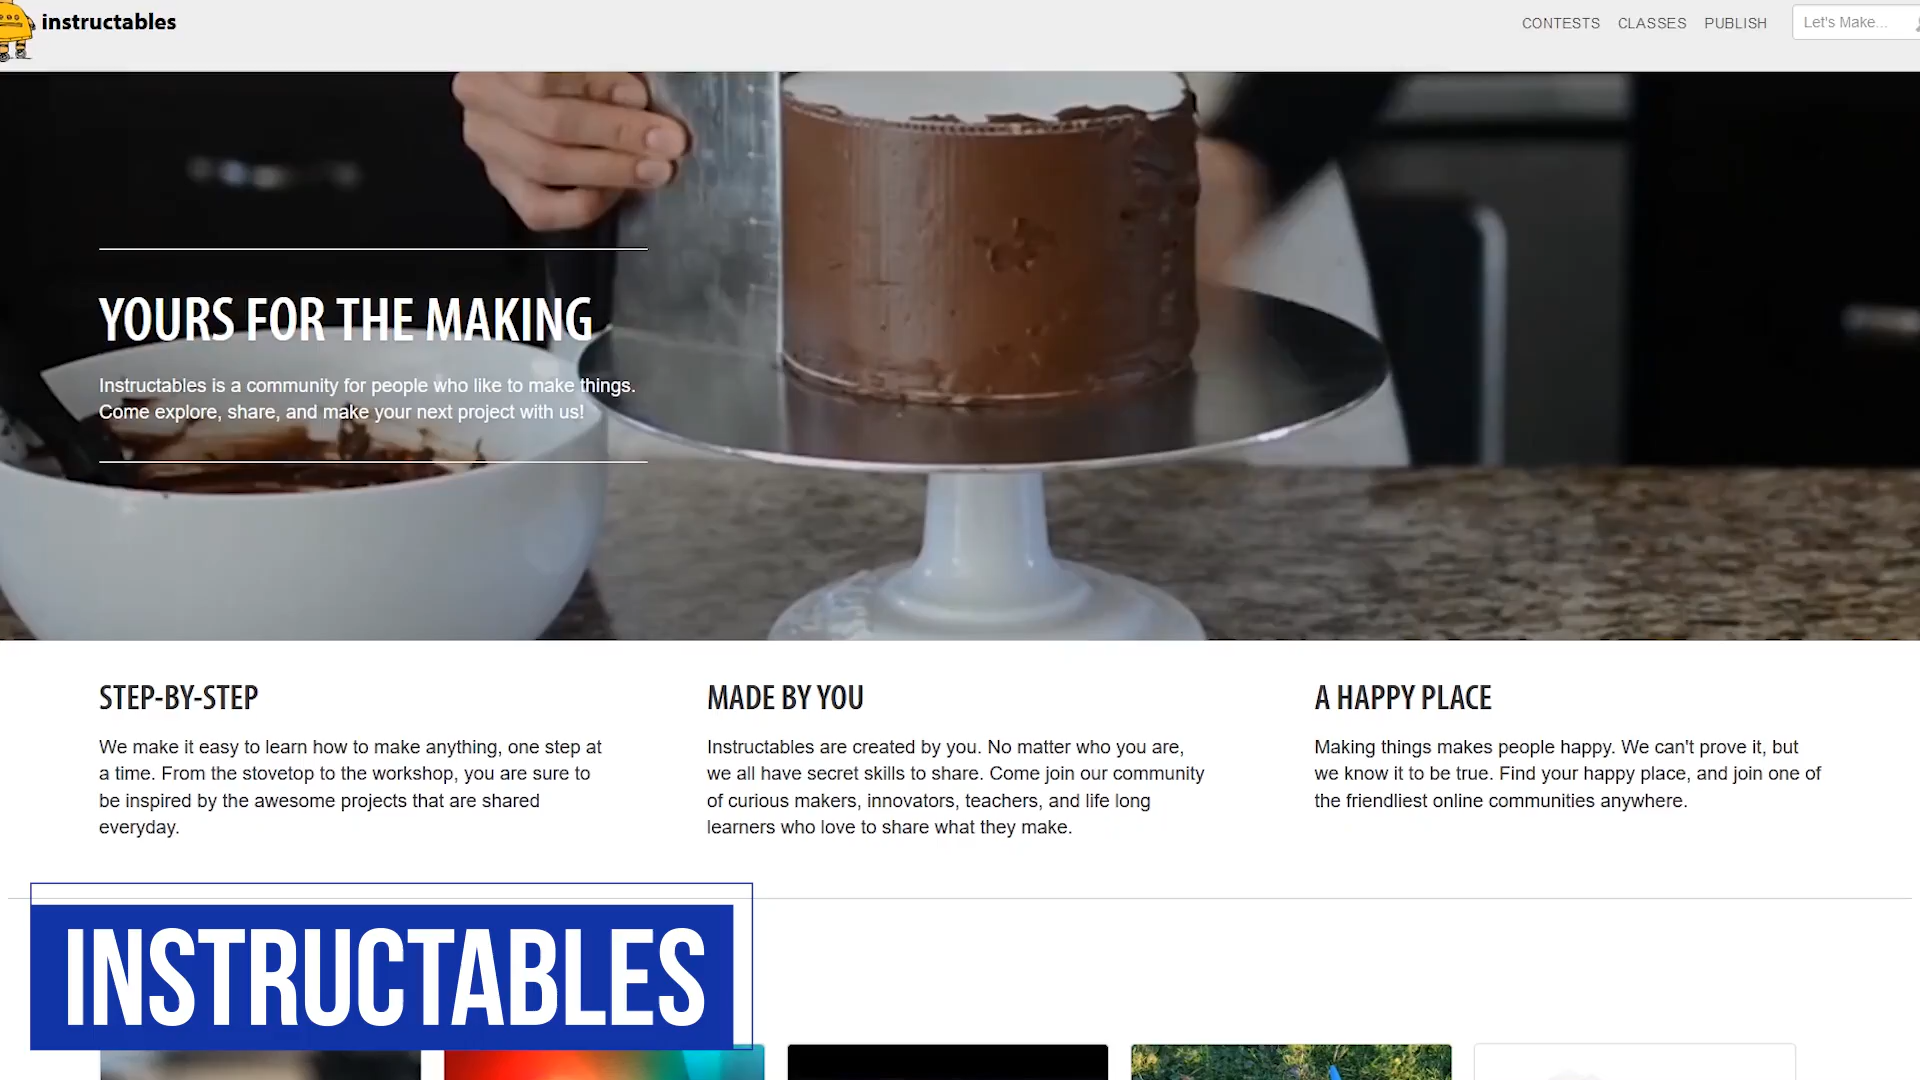 instructables
CONTESTS CLASSES PUBLISH Let's Make...
YOURS FOR THE MAKING
Instructables is a community for people who like to make things.
Come explore, share, and make your next project with us!
STEP-BY-STEP
We make it easy to learn how to make anything, one step at
a time. From the stovetop to the workshop, you are sure to
be inspired by the awesome projects that are shared
everyday.
MADE BY YOU
Instructables are created by you. No matter who you are,
we all have secret skills to share. Come join our community
of curious makers, innovators, teachers, and life long
learners who love to share what they make.
A HAPPY PLACE
Making things makes people happy. We can't prove it, but
we know it to be true. Find your happy place, and join one of
the friendliest online communities anywhere.
INSTRUCTABLES